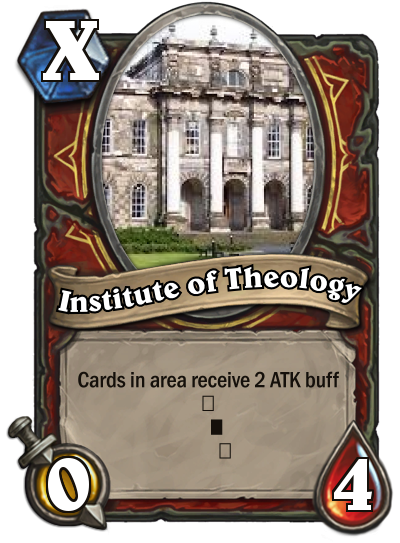 X
Institute of Theology
Cards in area receive 2 ATK buff
□
■
□
0
4